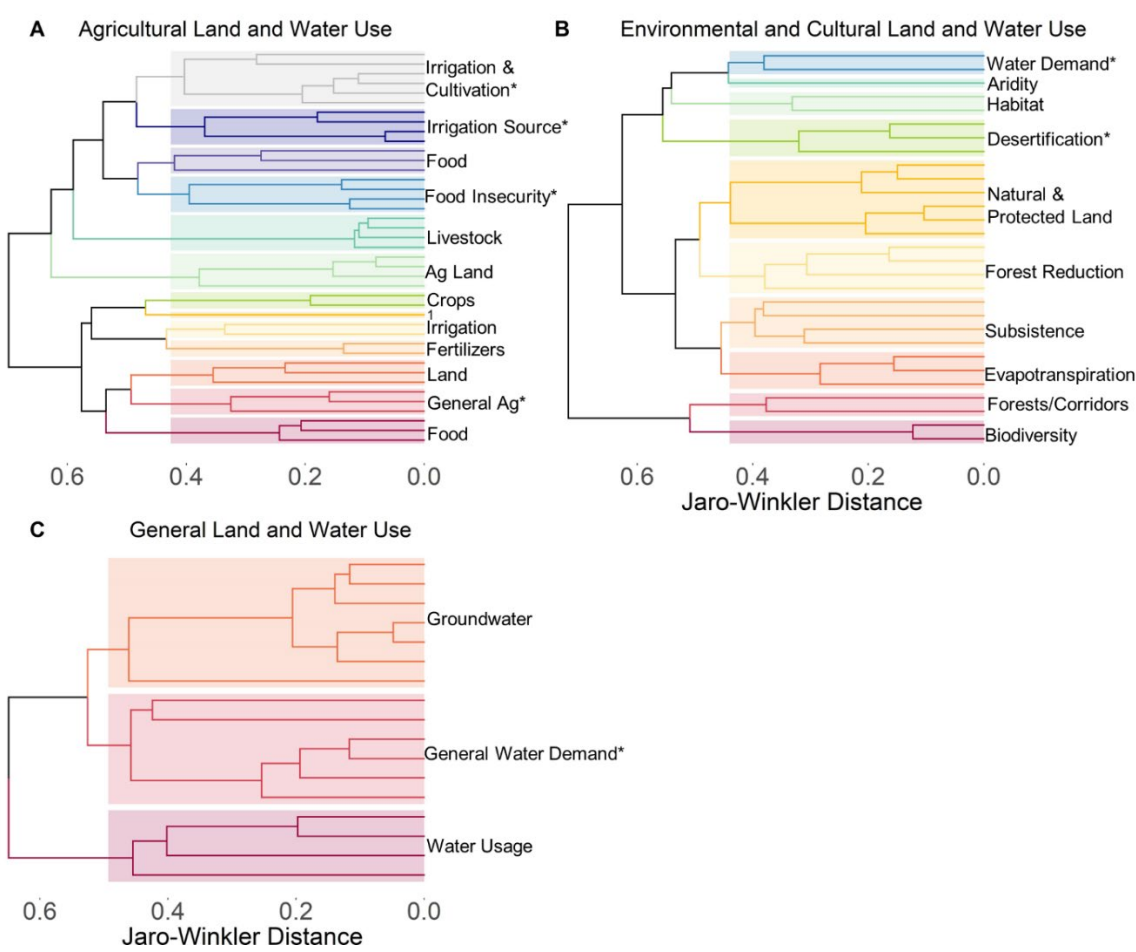 A Agricultural Land and Water Use
Irrigation &
Cultivation*
Irrigation Source*
Food
Food Insecurity*
Livestock
Ag Land
Crops
1
Irrigation
Fertilizers
Land
General Ag*
Food
0.6 0.4 0.2 0.0
B Environmental and Cultural Land and Water Use
Water Demand*
Aridity
Habitat
Desertification*
Natural &
Protected Land
Forest Reduction
Subsistence
Evapotranspiration
Forests/Corridors
Biodiversity
0.6 0.4 0.2 0.0
Jaro-Winkler Distance
C General Land and Water Use
Groundwater
General Water Demand*
Water Usage
0.6 0.4 0.2 0.0
Jaro-Winkler Distance